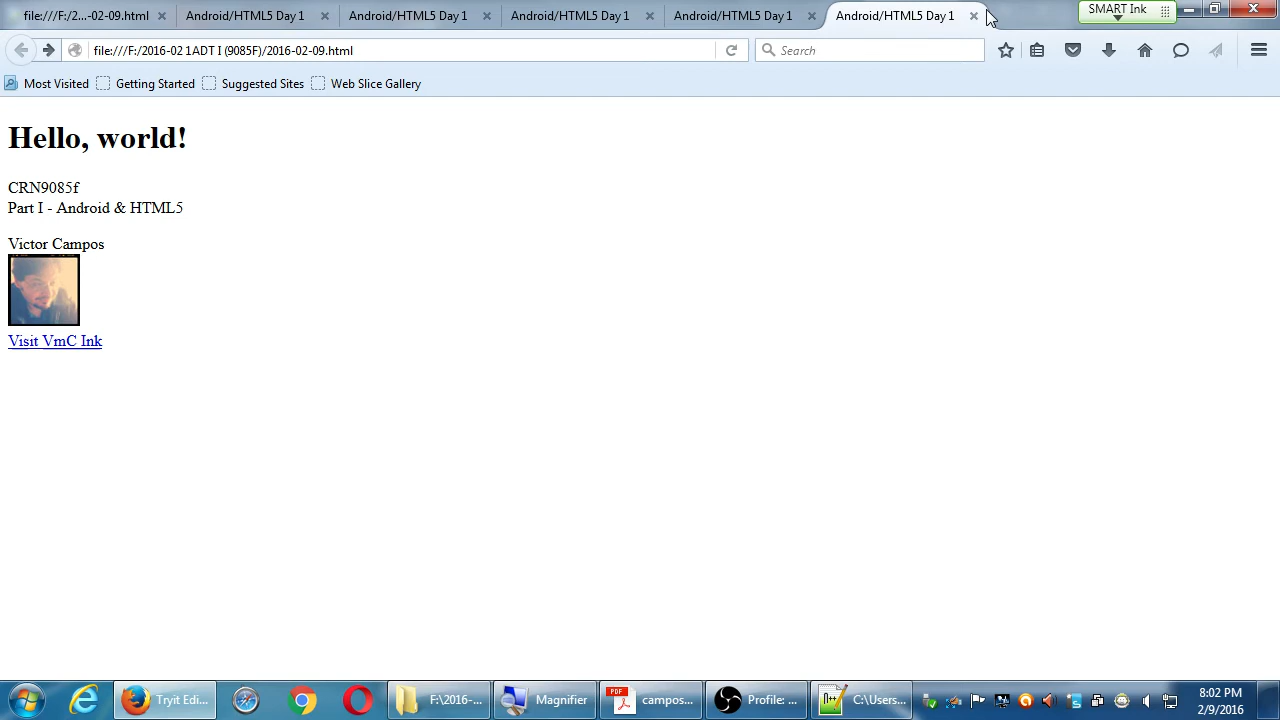 file:///F:/2...-02-09.html
Android/HTML5 Day 1
Android/HTML5 Day 1
Android/HTML5 Day 1
Android/HTML5 Day 1
Android/HTML5 Day 1
SMART Ink
file:///F:/2016-02 1ADT I (9085F)/2016-02-09.html
Search
Most Visited
Getting Started
Suggested Sites
Web Slice Gallery
Hello, world!
CRN9085f
Part I - Android & HTML5
Victor Campos
Visit VmC Ink
Tryit Edi...
F:\2016-...
Magnifier
PDF
campos...
Profile: ...
C:\Users...
8:02 PM
2/9/2016